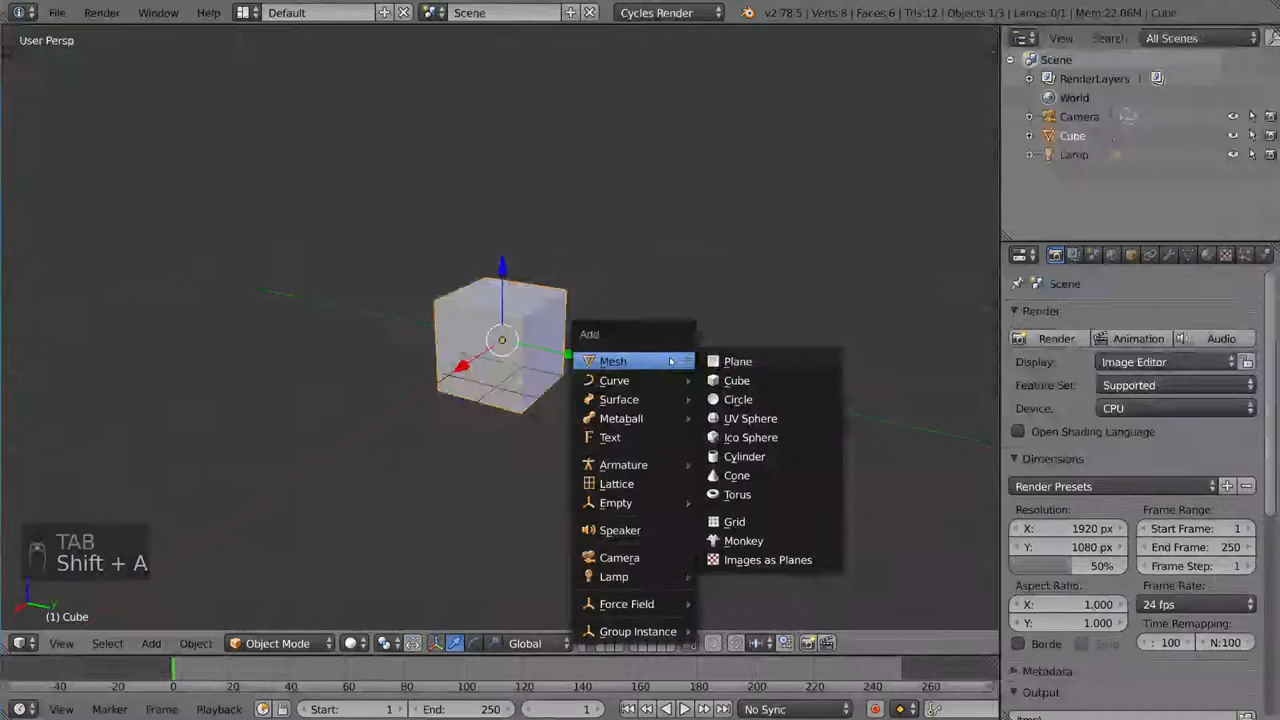 File Render Window Help Default Scene Cycles Render v2.78.5 | Verts:8 | Faces:6 | Tris:12 | Objects:1/3 | Lamps:0/1 | Mem:22.06M | Cube
User Persp
View Search All Scenes
Scene
RenderLayers |
World
Camera
Cube
Lamp
Scene
Render
Render Animation Audio
Display: Image Editor
Feature Set: Supported
Device: CPU
Open Shading Language
Dimensions
Render Presets
Resolution: Frame Range:
X: 1920 px Start Frame: 1
Y: 1080 px End Frame: 250
50% Frame Step: 1
Aspect Ratio: Frame Rate:
X: 1.000 24 fps
Y: 1.000 Time Remapping:
Borde : 100 N:100
Metadata
Output
Add
Mesh
Curve
Surface
Metaball
Text
Armature
Lattice
Empty
Speaker
Camera
Lamp
Force Field
Group Instance
Plane
Cube
Circle
UV Sphere
Ico Sphere
Cylinder
Cone
Torus
Grid
Monkey
Images as Planes
TAB
Shift + A
(1) Cube
View Select Add Object Object Mode Global
-40 -20 0 20 40 60 80 100 120 140 160 180 200 220 240 260
View Marker Frame Playback Start: 1 End: 250 1 No Sync